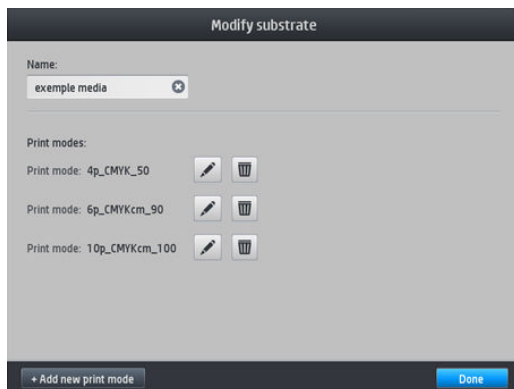 Modify substrate
Name:
exemple media
Print modes:
Print mode: 4p_CMYK_50
Print mode: 6p_CMYKcm_90
Print mode: 10p_CMYKcm_100
+ Add new print mode
Done